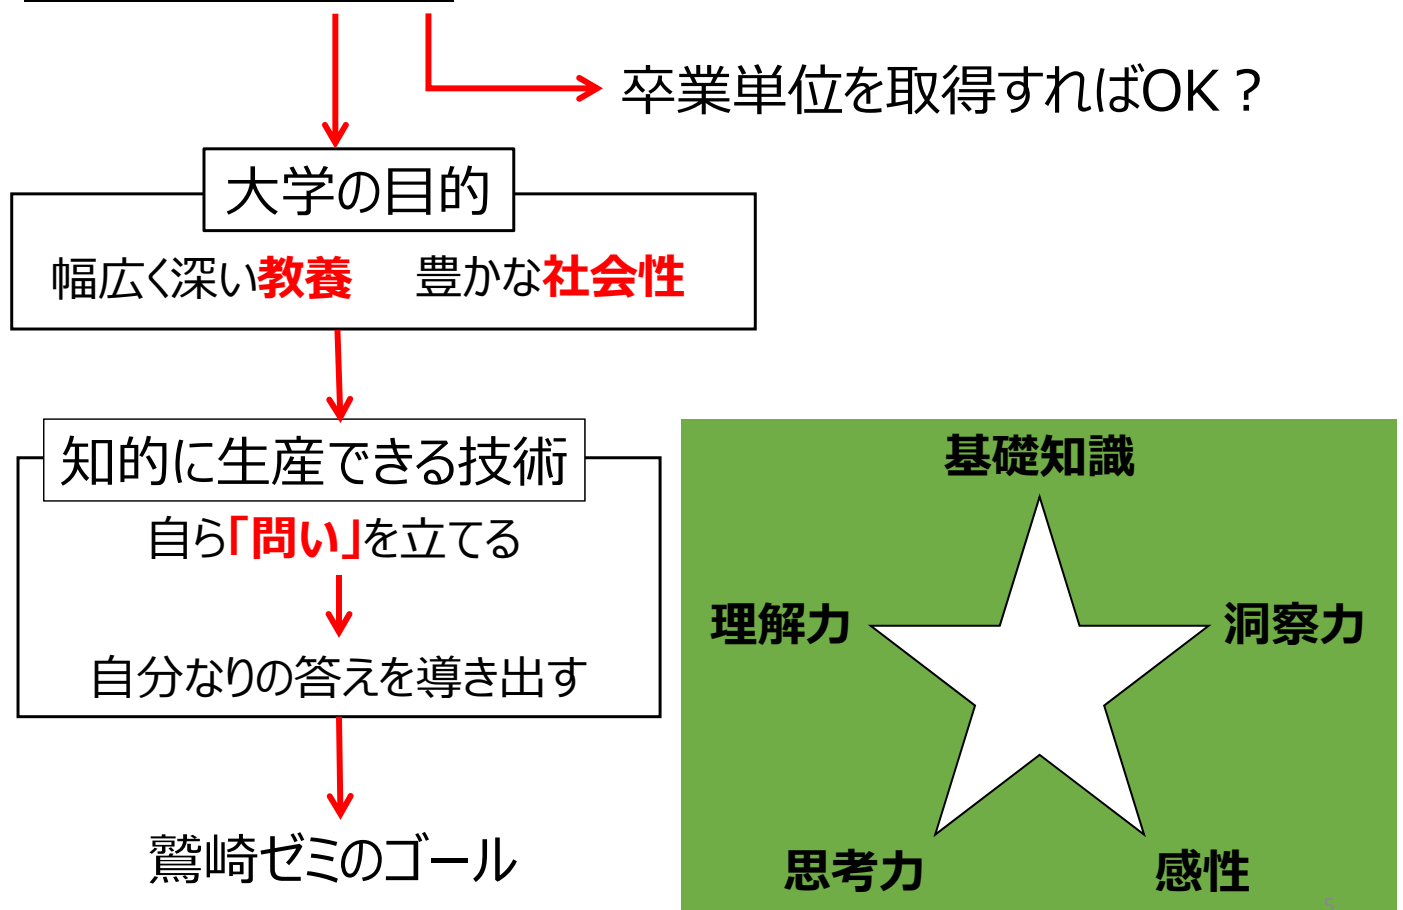 卒業単位を取得すればOK？
大学の目的
幅広く深い教養　豊かな社会性
知的に生産できる技術
自ら「問い」を立てる
自分なりの答えを導き出す
鷲崎ゼミのゴール
基礎知識
理解力
洞察力
思考力
感性
5